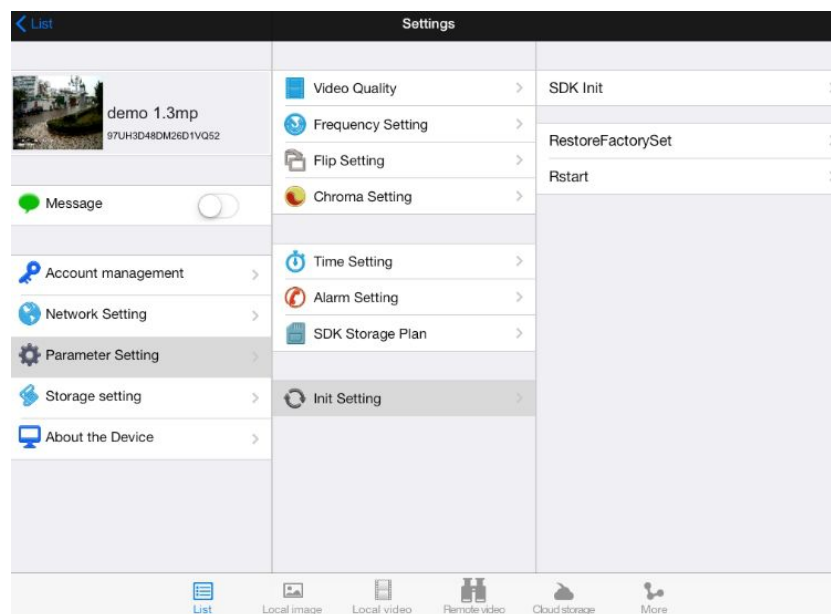 List
Settings
demo 1.3mp
97UH3D48DM26D1VQ52
Message
Account management
Network Setting
Parameter Setting
Storage setting
About the Device
Video Quality
Frequency Setting
Flip Setting
Chroma Setting
Time Setting
Alarm Setting
SDK Storage Plan
Init Setting
SDK Init
RestoreFactorySet
Rstart
List
Local image
Local video
Remote video
Cloud storage
More